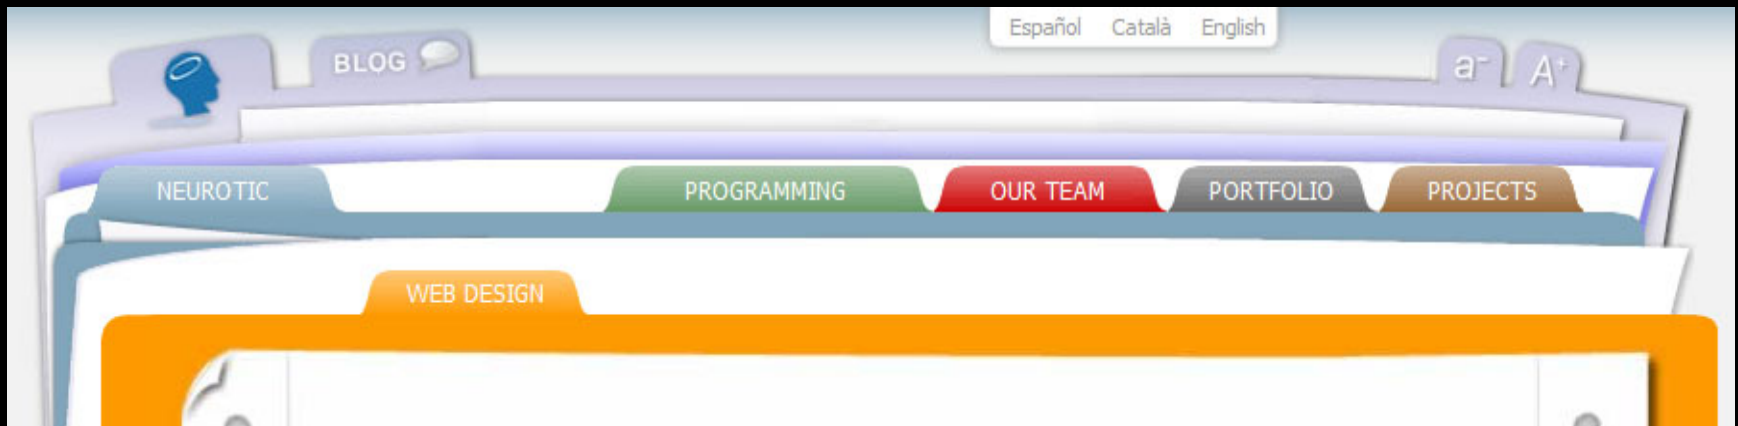 Español Català English
BLOG
a⁻ A⁺
NEUROTIC PROGRAMMING OUR TEAM PORTFOLIO PROJECTS
WEB DESIGN